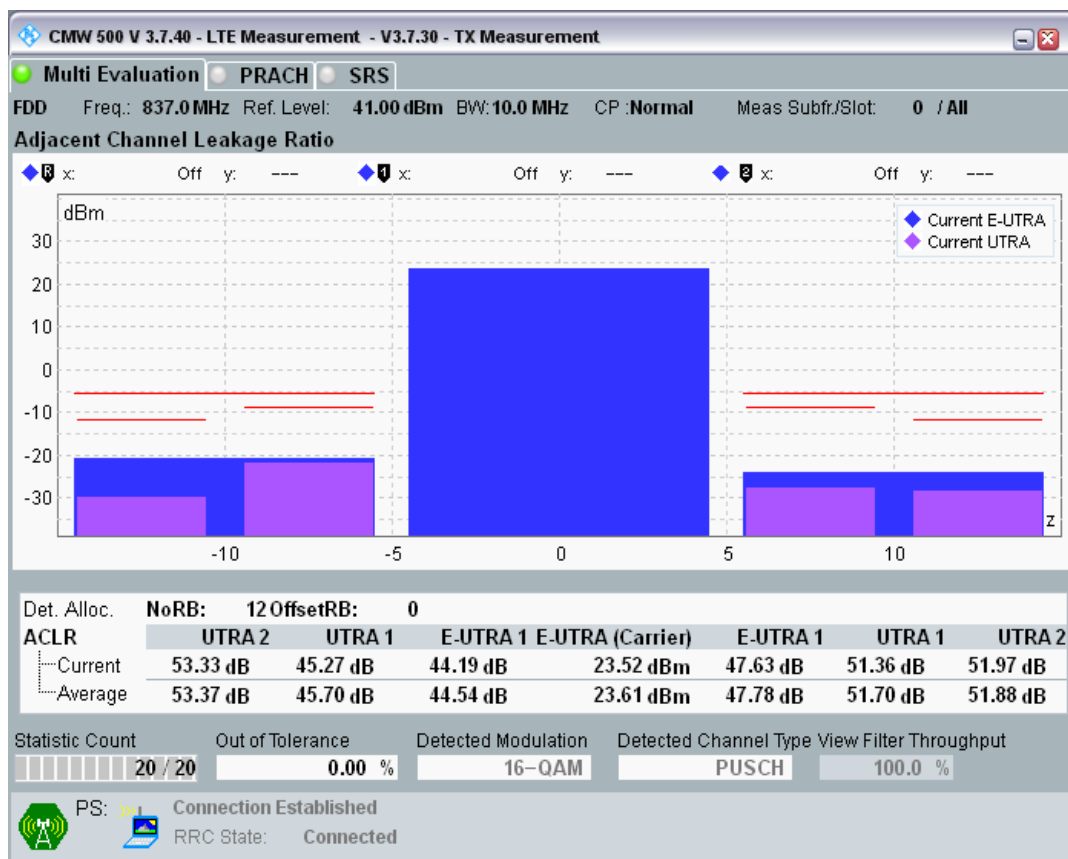 CMW 500 V 3.7.40 - LTE Measurement - V3.7.30 - TX Measurement
Multi Evaluation PRACH SRS
FDD Freq.: 837.0 MHz Ref. Level: 41.00 dBm BW: 10.0 MHz CP :Normal Meas Subfr./Slot: 0 / All
Adjacent Channel Leakage Ratio
R x: Off y: --- 1 x: Off y: --- 2 x: Off y: ---
dBm
Current E-UTRA
Current UTRA
30
20
10
0
-10
-20
-30
z
-10 -5 0 5 10
Det. Alloc. NoRB: 12 OffsetRB: 0
ACLR UTRA 2 UTRA 1 E-UTRA 1 E-UTRA (Carrier) E-UTRA 1 UTRA 1 UTRA 2
Current 53.33 dB 45.27 dB 44.19 dB 23.52 dBm 47.63 dB 51.36 dB 51.97 dB
Average 53.37 dB 45.70 dB 44.54 dB 23.61 dBm 47.78 dB 51.70 dB 51.88 dB
Statistic Count Out of Tolerance Detected Modulation Detected Channel Type View Filter Throughput
20 / 20 0.00 % 16-QAM PUSCH 100.0 %
PS: Connection Established
RRC State: Connected